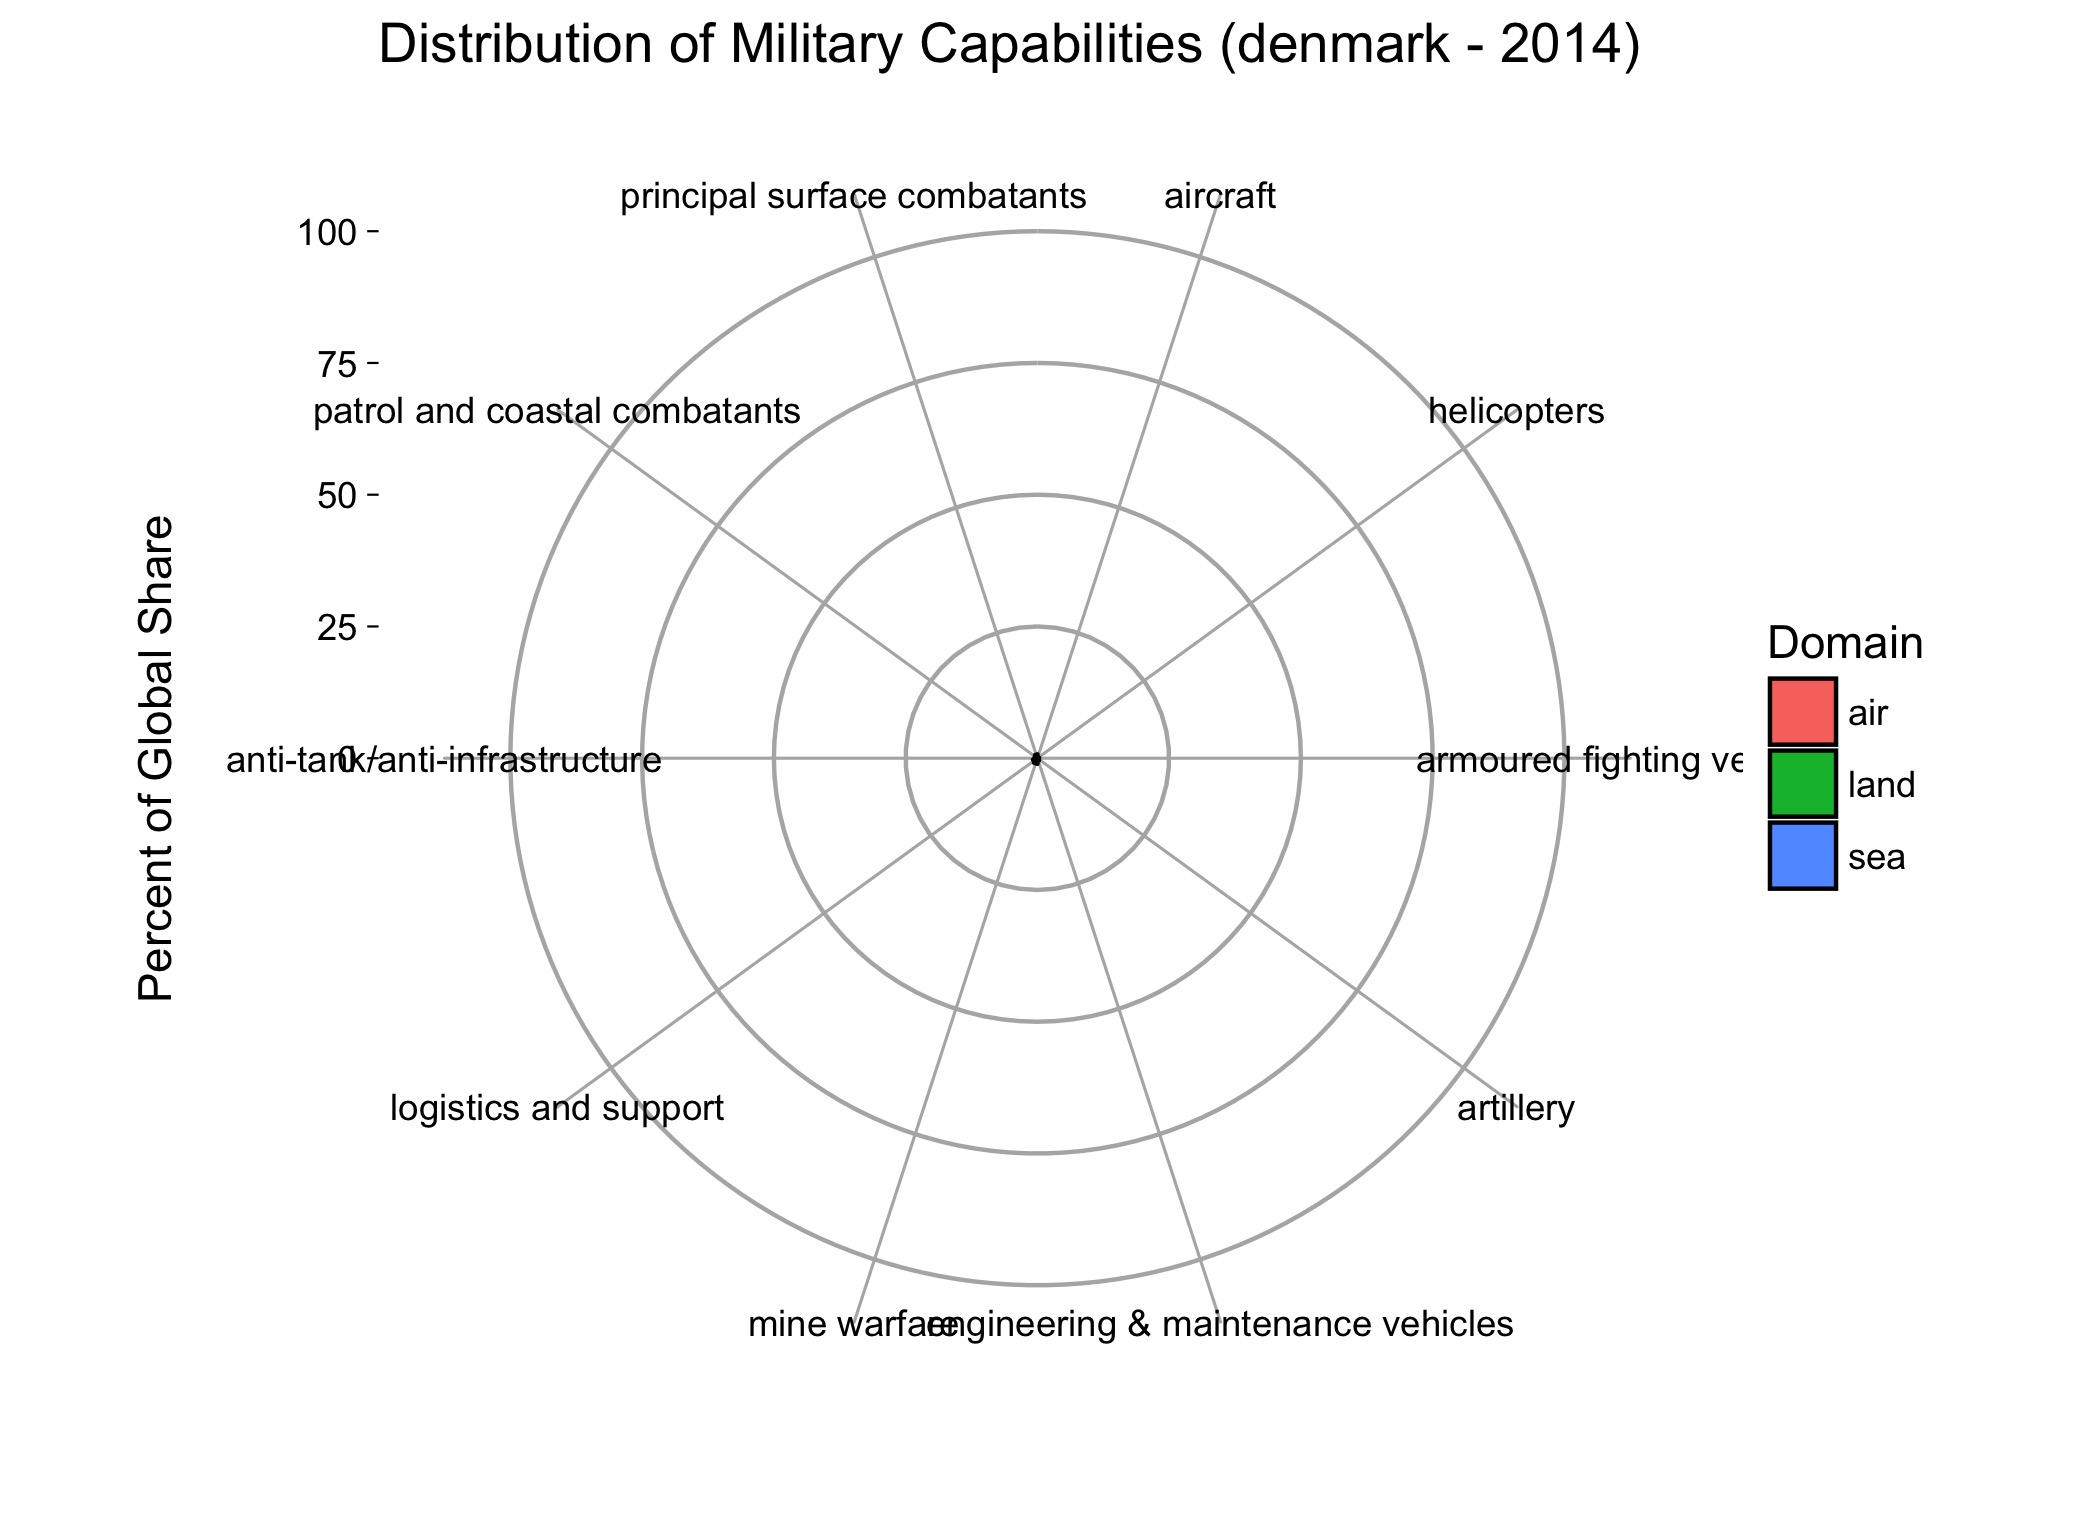 Distribution of Military Capabilities (denmark - 2014)
principal surface combatants
aircraft
100
75
patrol and coastal combatants
helicopters
50
25
Percent of Global Share
anti-tank/anti-infrastructure
0
armoured fighting ve
Domain
air
land
sea
logistics and support
artillery
mine warfare
engineering & maintenance vehicles